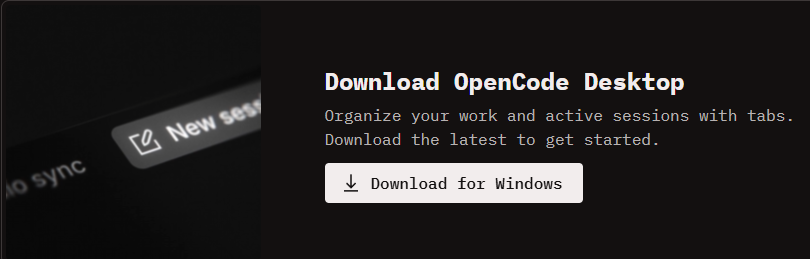 Download OpenCode Desktop
Organize your work and active sessions with tabs.
Download the latest to get started.
Download for Windows
New
sync